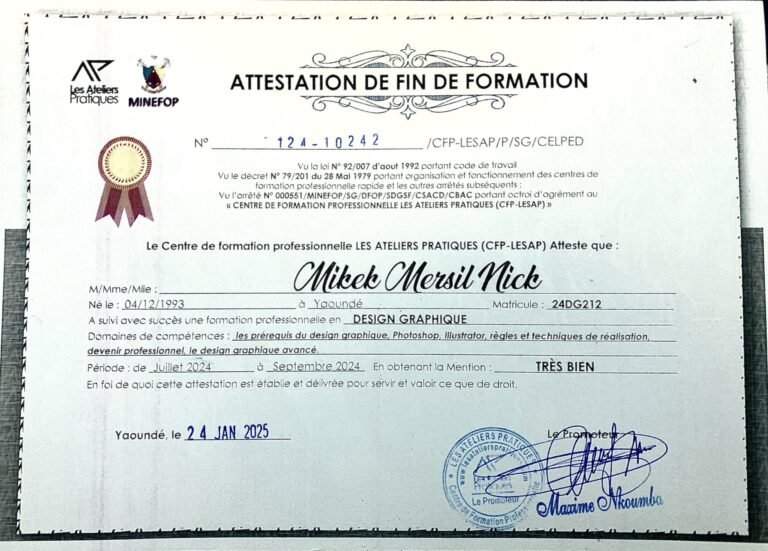 AP
Les Ateliers
Pratiques
MINEFOP
ATTESTATION DE FIN DE FORMATION
N° 124-10242 /CFP-LESAP/P/SG/CELPED
Vu la loi N° 92/007 d'aout 1992 portant code de travail
Vu le décret N° 79/201 du 28 Mai 1979 portant organisation et fonctionnement des centres de
formation professionnelle rapide et les autres arrêtés subséquents ;
Vu l'arrêté N° 000551/MINEFOP/SG/DFOP/SDGSF/CSACD/CBAC portant octroi d'agrément au
« CENTRE DE FORMATION PROFESSIONNELLE LES ATELIERS PRATIQUES (CFP-LESAP) »
Le Centre de formation professionnelle LES ATELIERS PRATIQUES (CFP-LESAP) Atteste que :
M/Mme/Mlle : Mikek Mersil Nick
Né le : 04/12/1993 à Yaoundé Matricule : 24DG212
A suivi avec succès une formation professionnelle en DESIGN GRAPHIQUE
Domaines de compétences : les prérequis du design graphique, Photoshop, Illustrator, règles et techniques de réalisation,
devenir professionnel, le design graphique avancé.
Période : de Juillet 2024 à Septembre 2024 En obtenant la Mention : TRÈS BIEN
En foi de quoi cette attestation est établie et délivrée pour servir et valoir ce que de droit.
Yaoundé, le 24 JAN 2025
Le Promoteur
LES ATELIERS PRATIQUES
Le Promoteur
Centre de Formation
Maxime Nkoumba